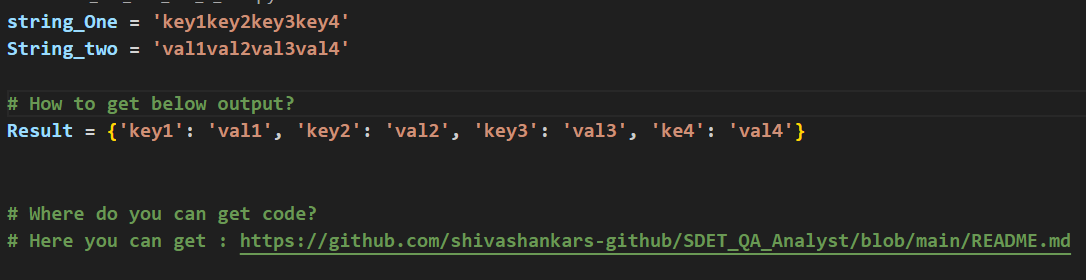 string_One = 'key1key2key3key4'
String_two = 'val1val2val3val4'
# How to get below output?
Result = {'key1': 'val1', 'key2': 'val2', 'key3': 'val3', 'ke4': 'val4'}
# Where do you can get code?
# Here you can get : https://github.com/shivashankars-github/SDET_QA_Analyst/blob/main/README.md